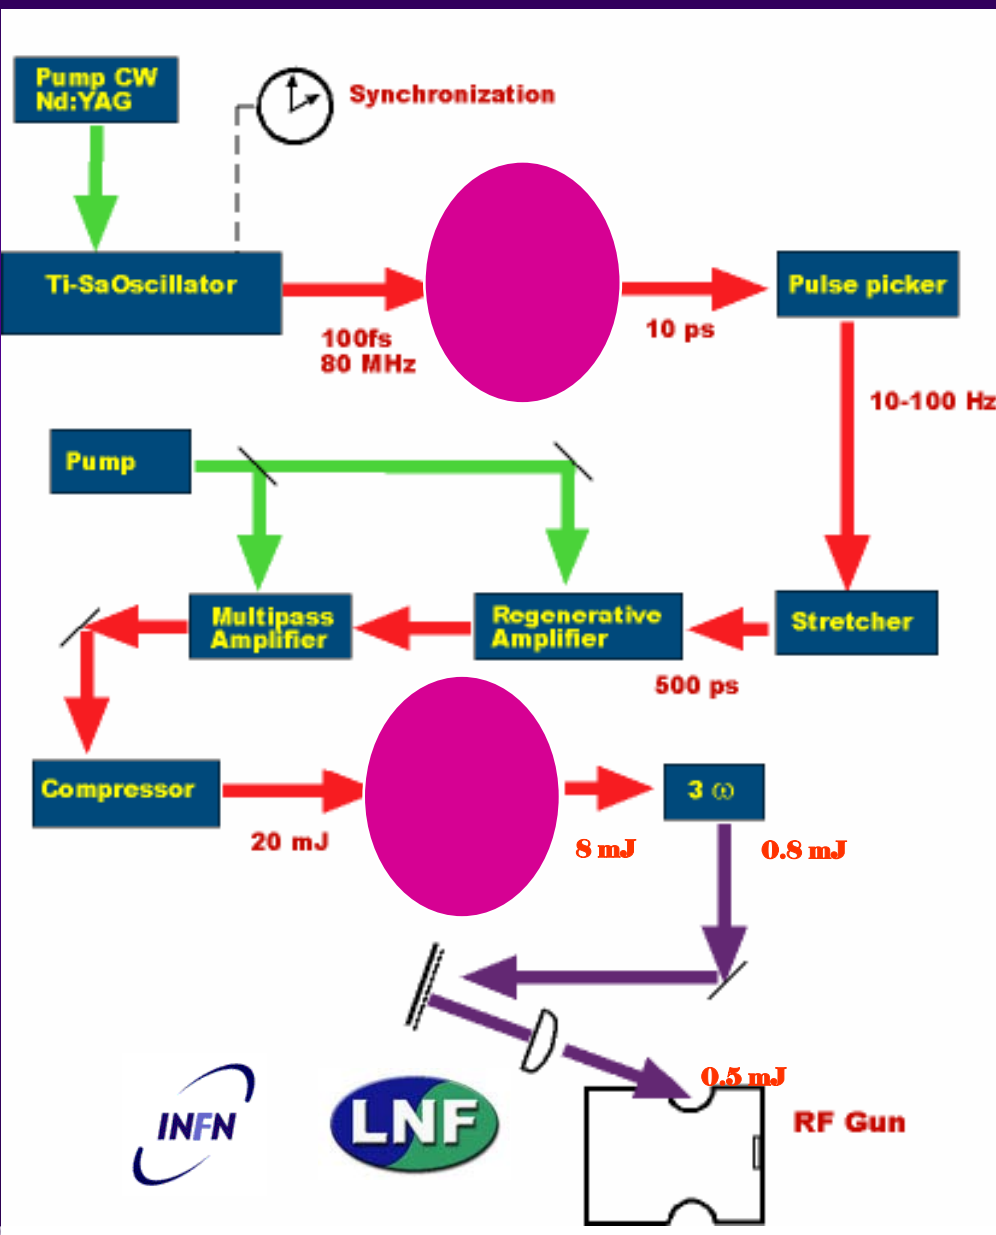 Pump CW
Nd:YAG
Synchronization
Ti-SaOscillator
Pulse picker
100fs
80 MHz
10 ps
10-100 Hz
Pump
Multipass
Amplifier
Regenerative
Amplifier
Stretcher
500 ps
Compressor
3 ω
20 mJ
8 mJ
0.8 mJ
0.5 mJ
INFN
LNF
RF Gun